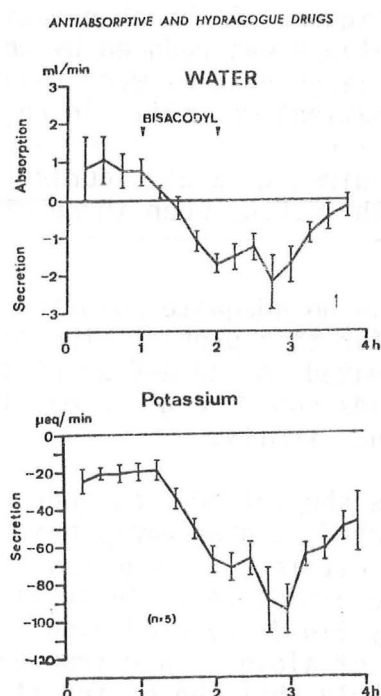 ANTIABSORPTIVE AND HYDRAGOGUE DRUGS
ml/min
WATER
BISACODYL
Absorption
Secretion
3
2
1
0
-1
-2
-3
0 1 2 3 4h
Potassium
µeq/min
Secretion
0
-20
-40
-60
-80
-100
-120
(n=5)
0 1 2 3 4h